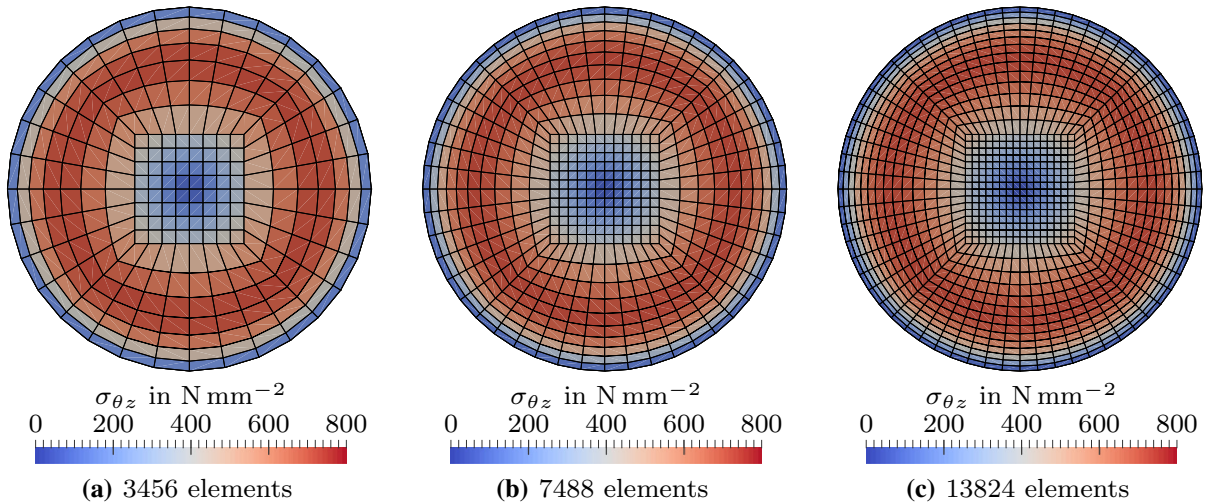 σθz in N mm−2 σθz in N mm−2 σθz in N mm−2
0 200 400 600 800 0 200 400 600 800 0 200 400 600 800
(a) 3456 elements (b) 7488 elements (c) 13824 elements